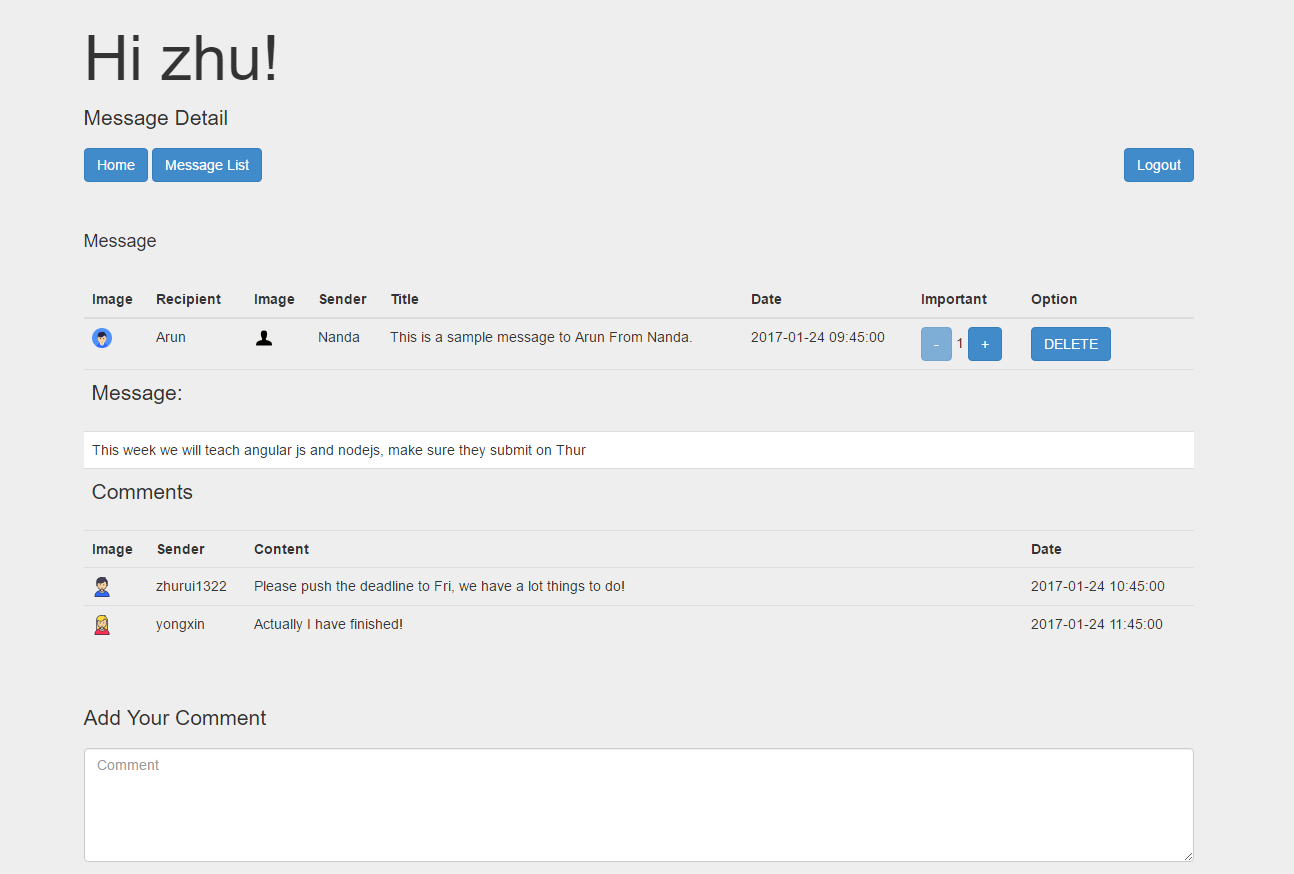 Hi zhu!
Message Detail
Home Message List Logout
Message
Image Recipient Image Sender Title Date Important Option
Arun Nanda This is a sample message to Arun From Nanda. 2017-01-24 09:45:00 - 1 + DELETE
Message:
This week we will teach angular js and nodejs, make sure they submit on Thur
Comments
Image Sender Content Date
zhurui1322 Please push the deadline to Fri, we have a lot things to do! 2017-01-24 10:45:00
yongxin Actually I have finished! 2017-01-24 11:45:00
Add Your Comment
Comment